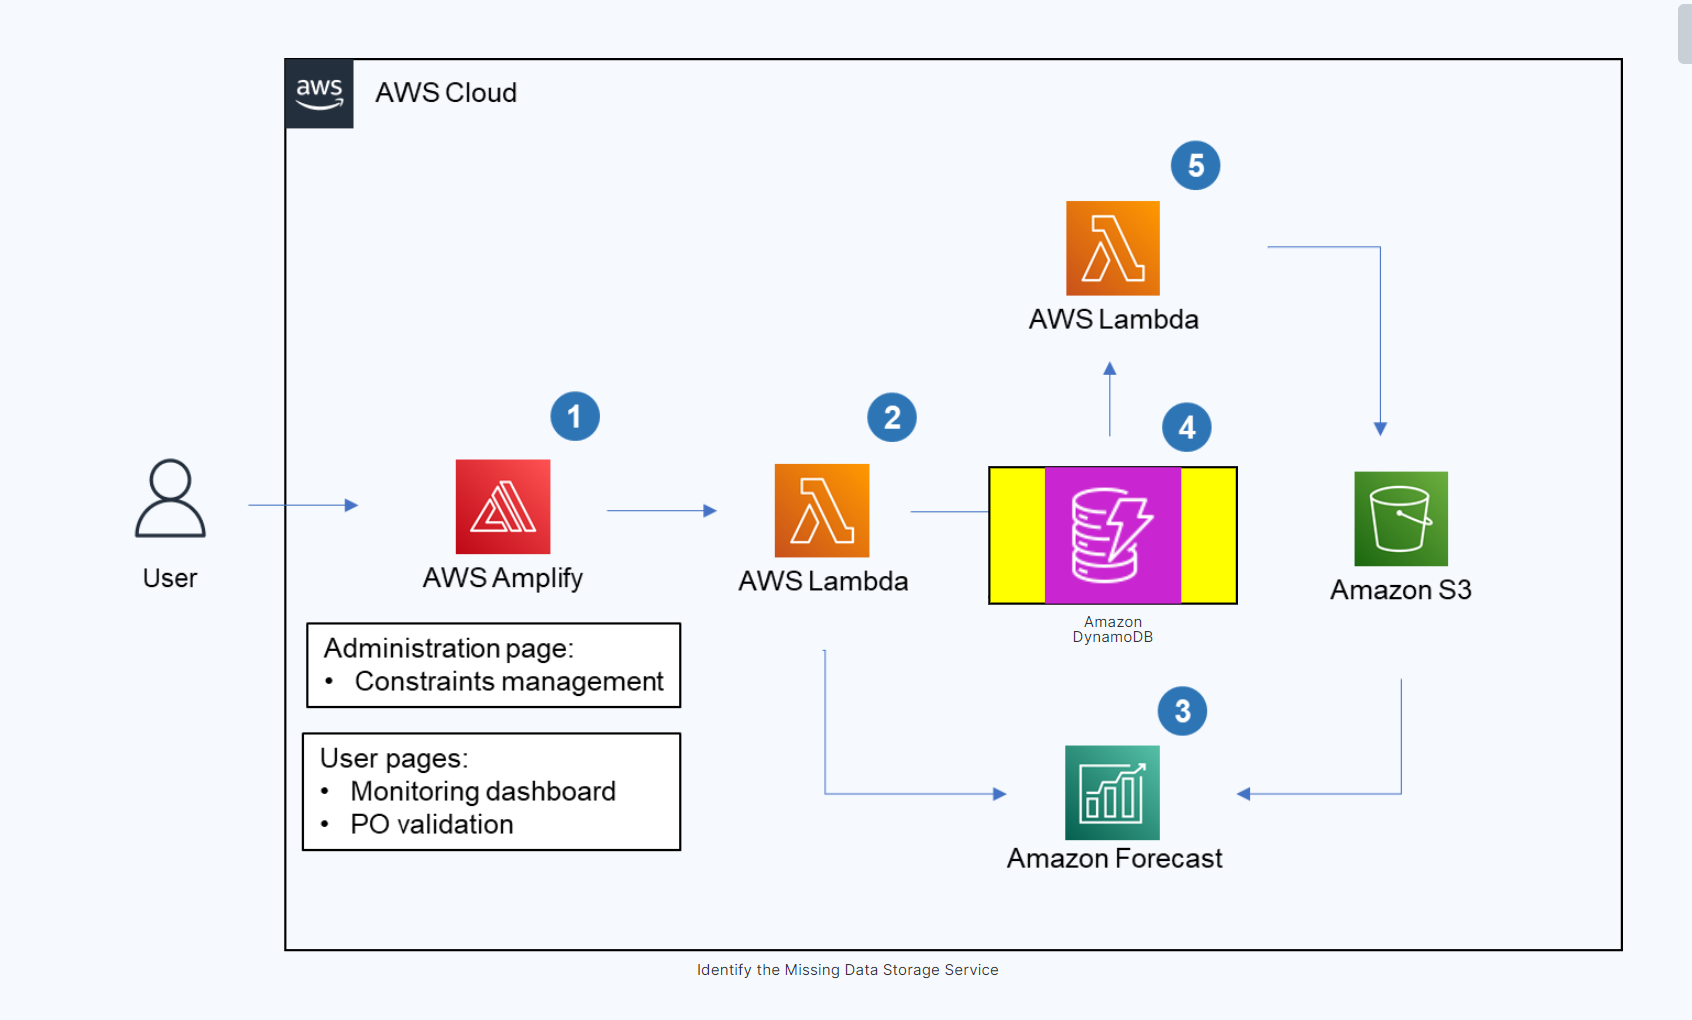 aws
AWS Cloud
5
AWS Lambda
1
2
4
User
AWS Amplify
AWS Lambda
Amazon
DynamoDB
Amazon S3
Administration page:
• Constraints management
User pages:
• Monitoring dashboard
• PO validation
3
Amazon Forecast
Identify the Missing Data Storage Service